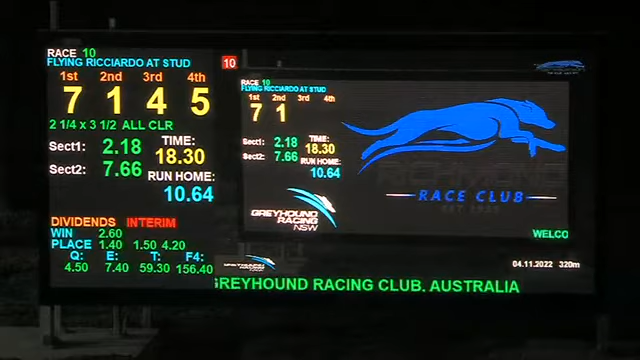 RACE 10
FLYING RICCIARDO AT STUD
1st 2nd 3rd 4th
7 1 4 5
2 1/4 x 3 1/2 ALL CLR
Sect1: 2.18 TIME:
18.30
Sect2: 7.66 RUN HOME:
10.64
DIVIDENDS INTERIM
WIN 2.60
PLACE 1.40 1.50 4.20
Q: E: T: F4:
4.50 7.40 59.30 156.40
10
RACE 10
FLYING RICCIARDO AT STUD
1st 2nd 3rd 4th
7 1
Sect1: 2.18 TIME:
18.30
Sect2: 7.66 RUN HOME:
10.64
GREYHOUND
RACING
NSW
RICHMOND
RACE CLUB
WELCO
04.11.2022 320m
GREYHOUND RACING CLUB. AUSTRALIA